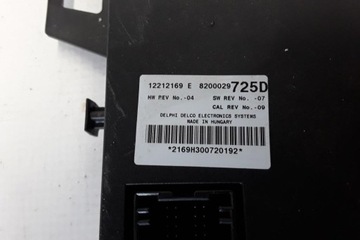 12212169 E 8200029725D
HW REV No.-04 SW REV No. -07
CAL REV No. -09
DELPHI DELCO ELECTRONICS SYSTEMS
MADE IN HUNGARY
*2169H300720192*